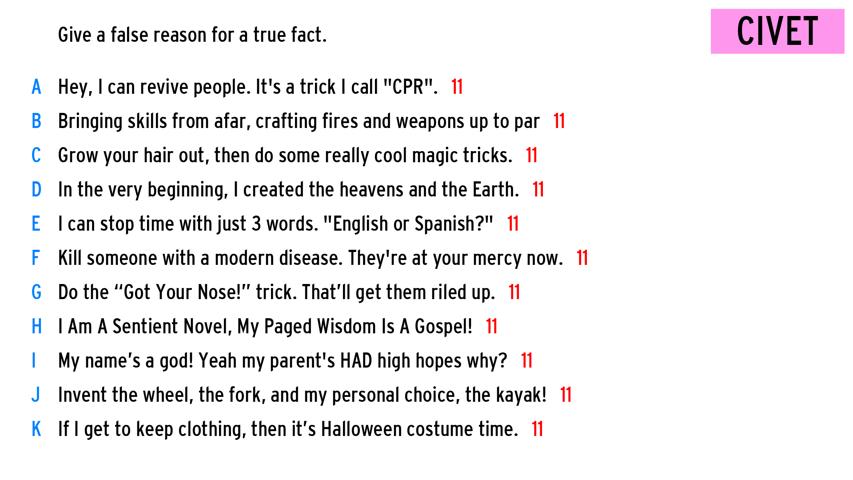 Give a false reason for a true fact.
CIVET
A Hey, I can revive people. It's a trick I call "CPR". 11
B Bringing skills from afar, crafting fires and weapons up to par 11
C Grow your hair out, then do some really cool magic tricks. 11
D In the very beginning, I created the heavens and the Earth. 11
E I can stop time with just 3 words. "English or Spanish?" 11
F Kill someone with a modern disease. They're at your mercy now. 11
G Do the “Got Your Nose!” trick. That’ll get them riled up. 11
H I Am A Sentient Novel, My Paged Wisdom Is A Gospel! 11
I My name’s a god! Yeah my parent's HAD high hopes why? 11
J Invent the wheel, the fork, and my personal choice, the kayak! 11
K If I get to keep clothing, then it’s Halloween costume time. 11